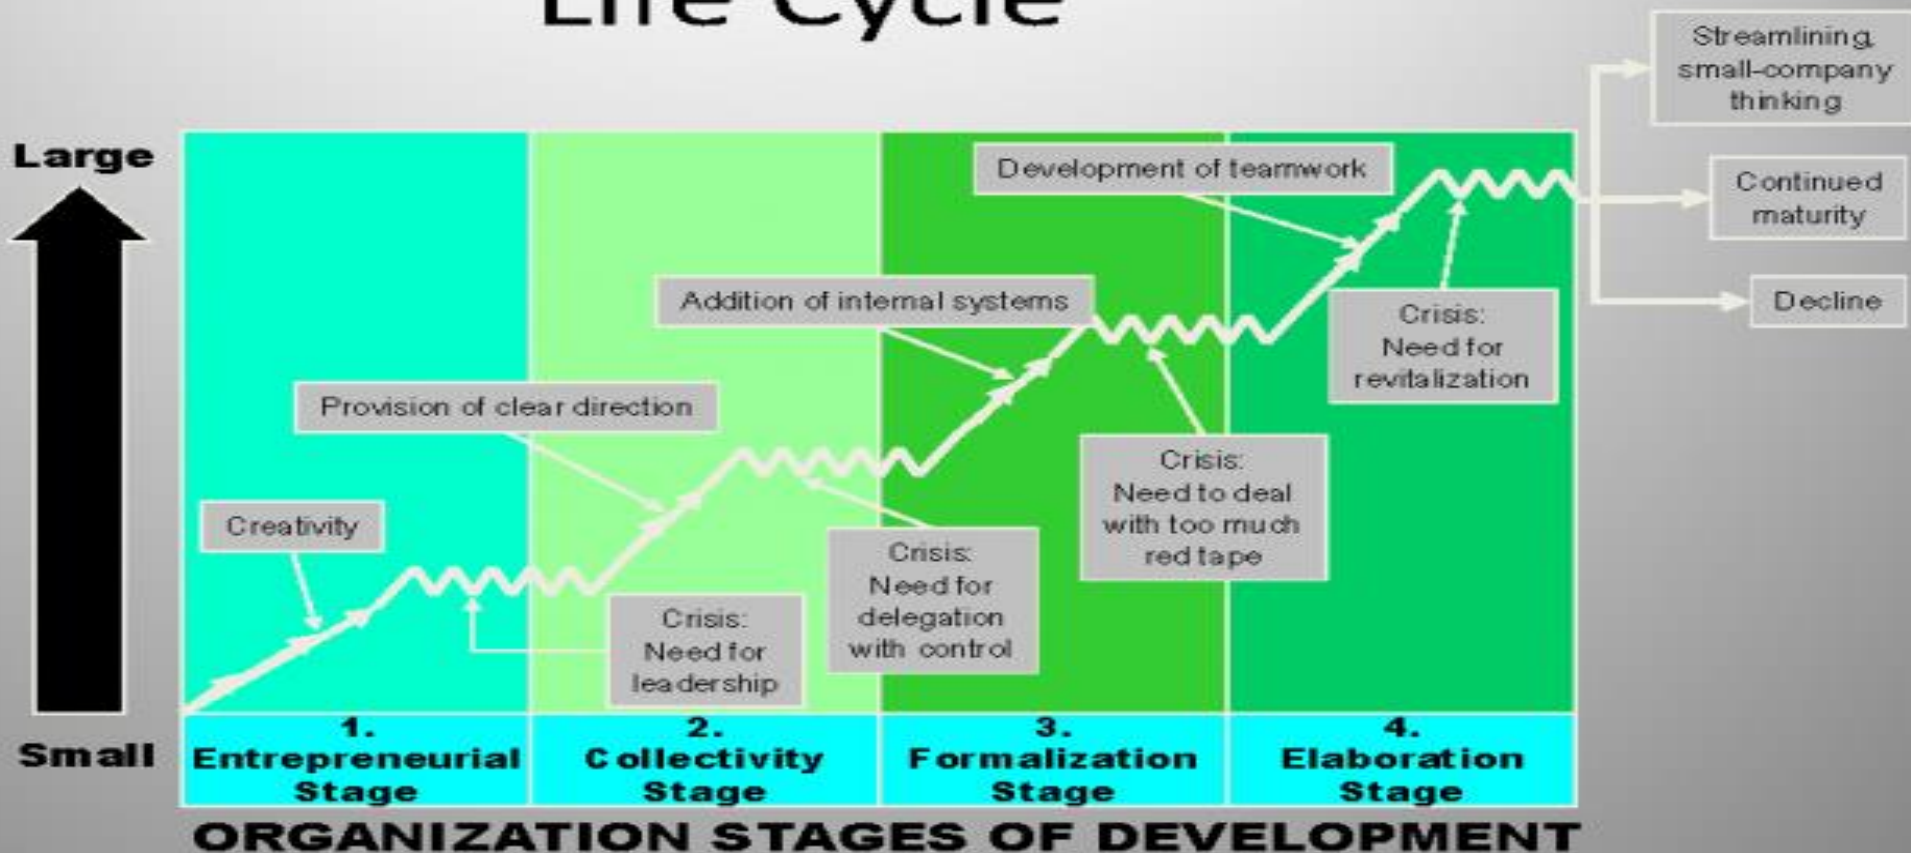 Life Cycle
Streamlining,
small-company
thinking
Large
Development of teamwork
Continued
maturity
Addition of internal systems
Decline
Crisis:
Need for
revitalization
Provision of clear direction
Crisis:
Need to deal
with too much
red tape
Creativity
Crisis:
Need for
delegation
with control
Crisis:
Need for
leadership
Small
1.
Entrepreneurial
Stage
2.
Collectivity
Stage
3.
Formalization
Stage
4.
Elaboration
Stage
ORGANIZATION STAGES OF DEVELOPMENT